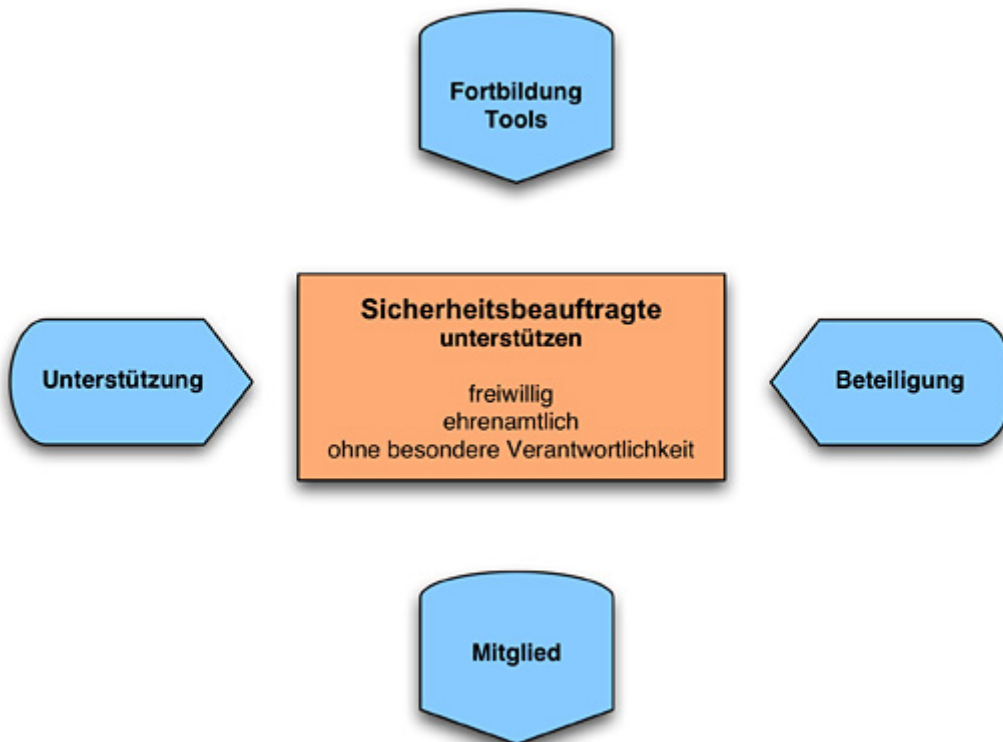 Fortbildung
Tools
Sicherheitsbeauftragte
unterstützen
freiwillig
ehrenamtlich
ohne besondere Verantwortlichkeit
Unterstützung
Beteiligung
Mitglied